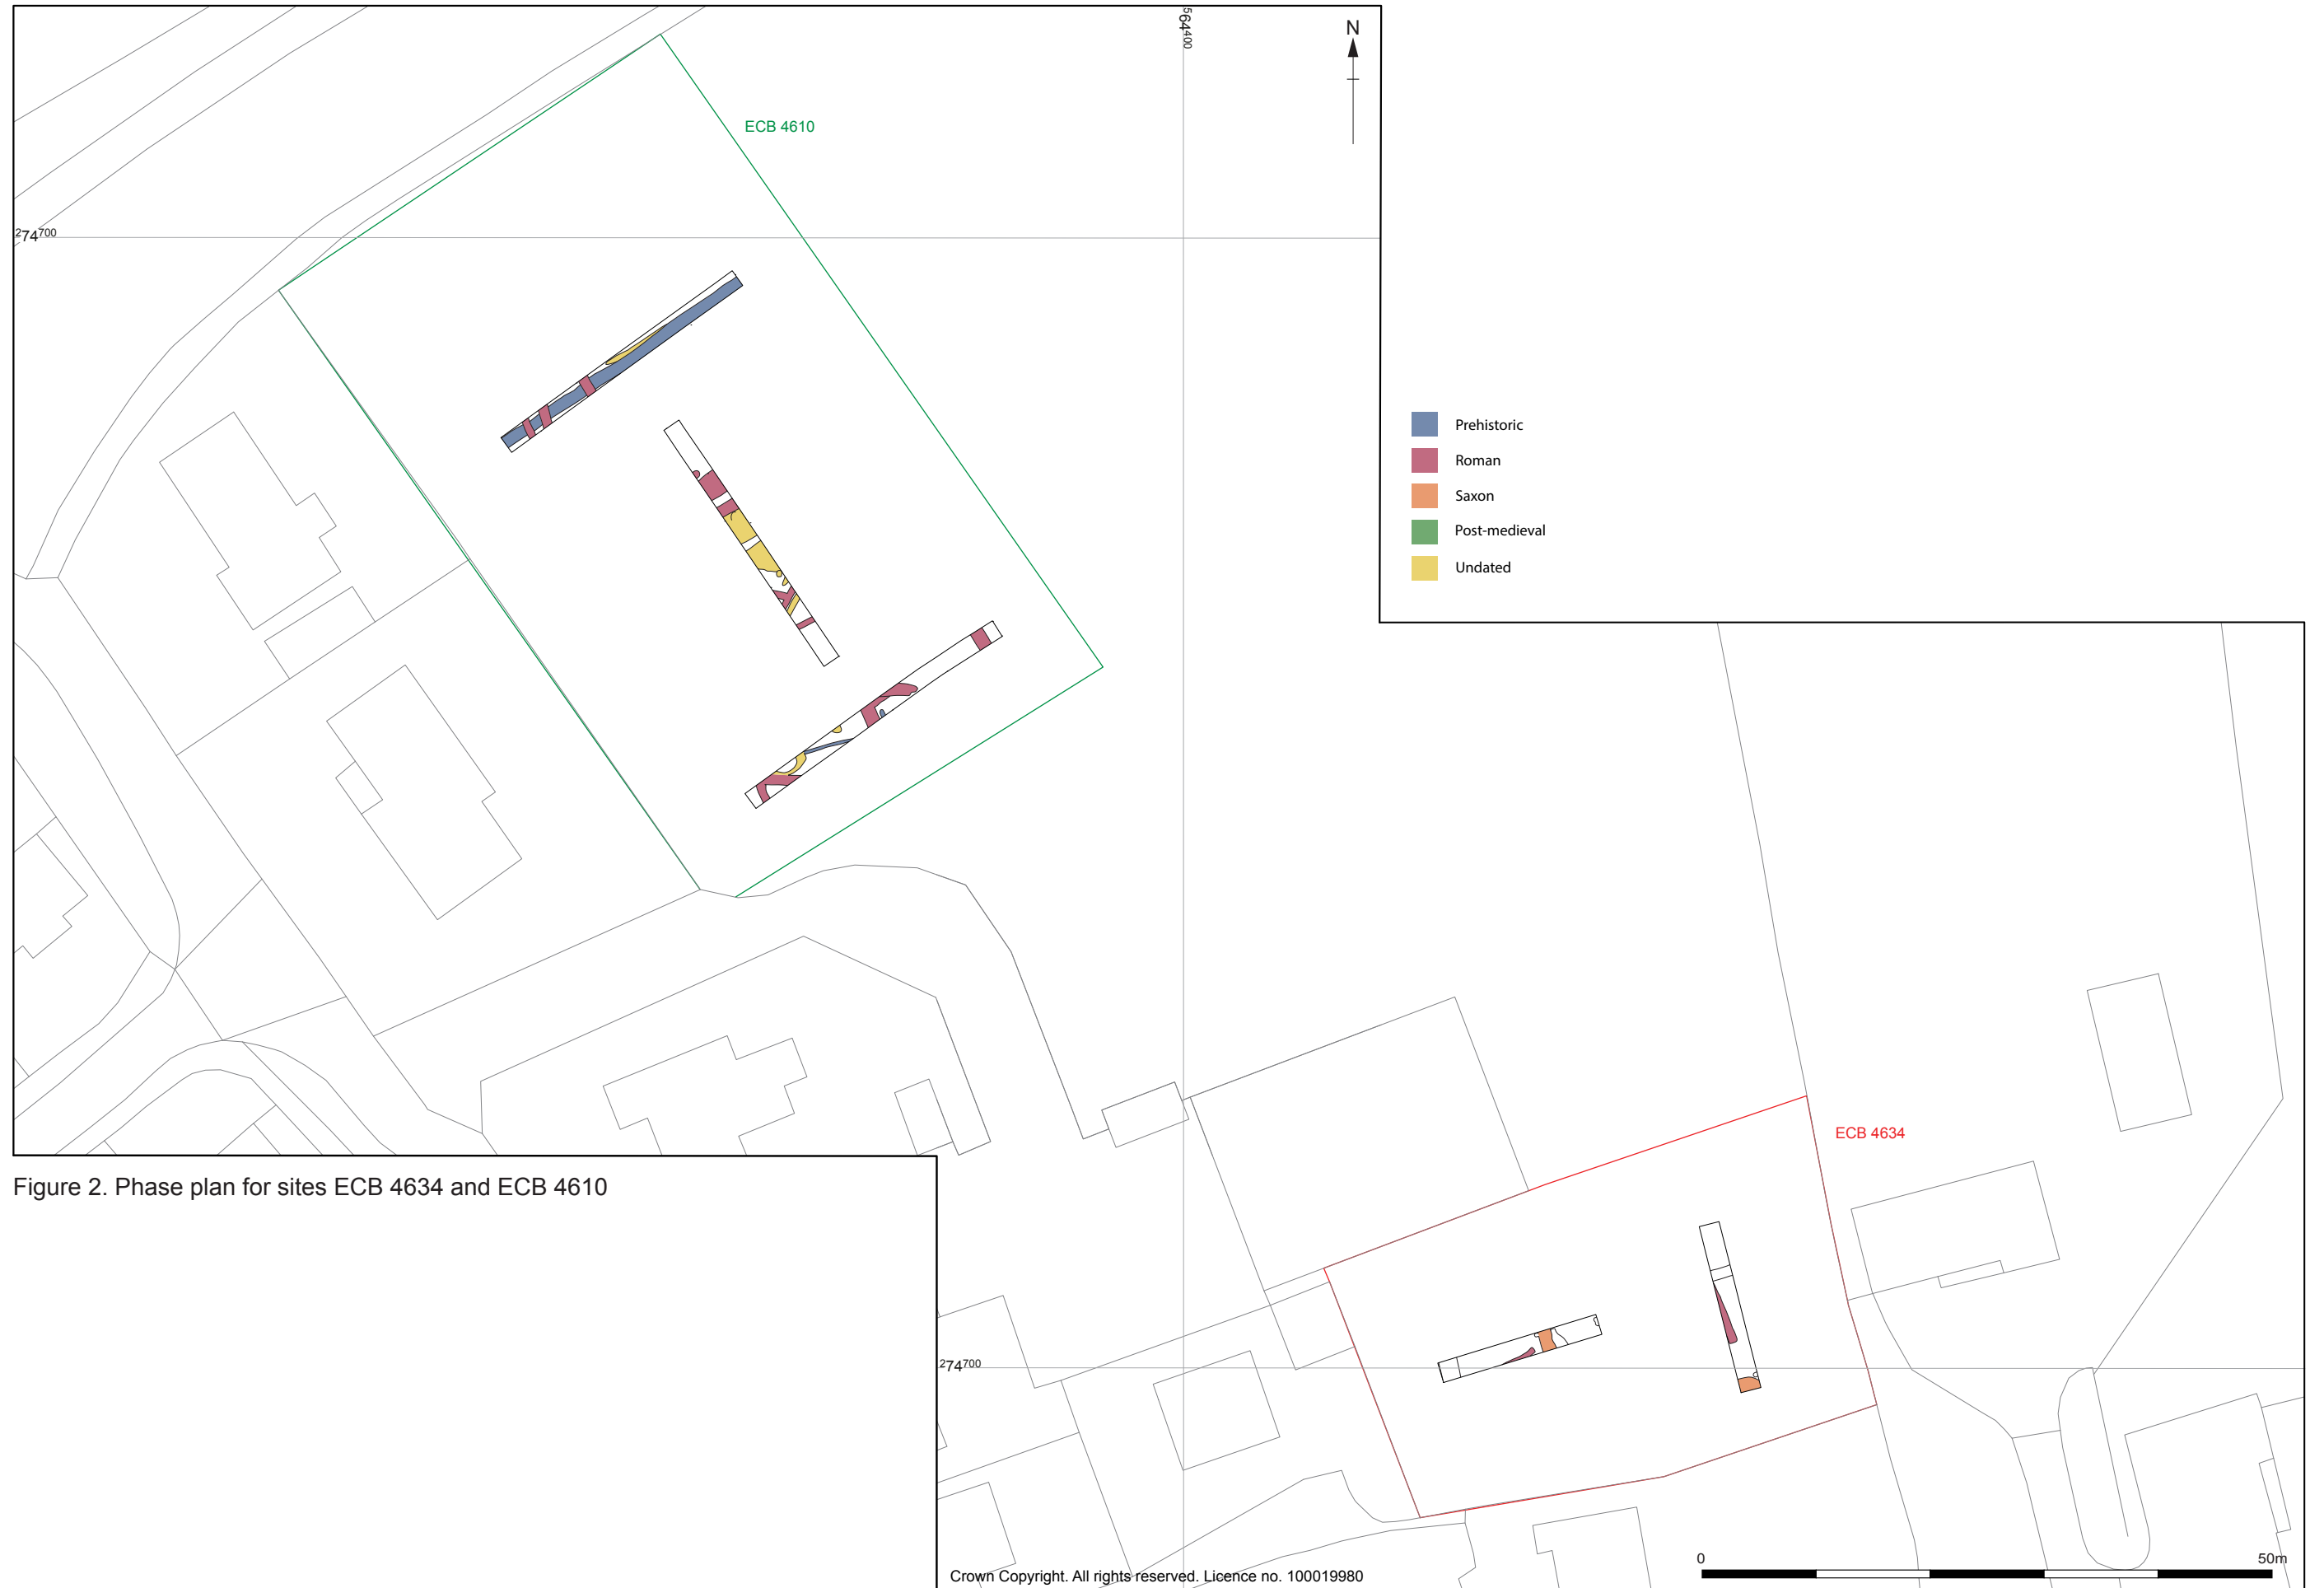 ⁵64⁴⁰⁰
N
ECB 4610
²74⁷⁰⁰
Prehistoric
Roman
Saxon
Post-medieval
Undated
ECB 4634
Figure 2. Phase plan for sites ECB 4634 and ECB 4610
²74⁷⁰⁰
0 50m
Crown Copyright. All rights reserved. Licence no. 100019980